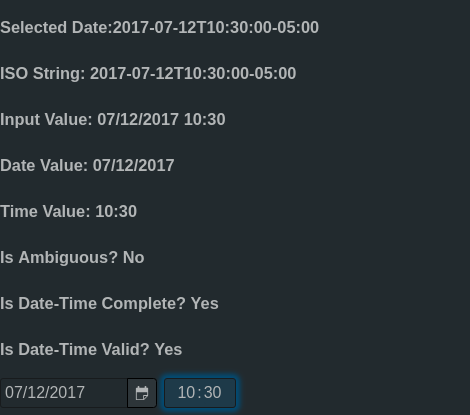 Selected Date:2017-07-12T10:30:00-05:00
ISO String: 2017-07-12T10:30:00-05:00
Input Value: 07/12/2017 10:30
Date Value: 07/12/2017
Time Value: 10:30
Is Ambiguous? No
Is Date-Time Complete? Yes
Is Date-Time Valid? Yes
07/12/2017 10:30